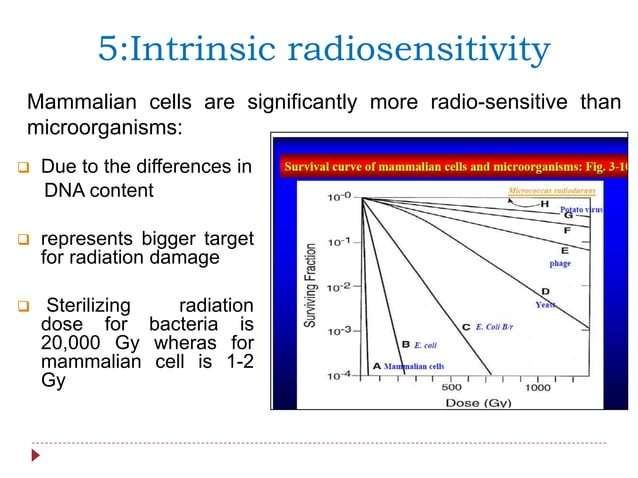 5:Intrinsic radiosensitivity
Mammalian cells are significantly more radio-sensitive than
microorganisms:
Due to the differences in
DNA content
represents bigger target
for radiation damage
Sterilizing radiation
dose for bacteria is
20,000 Gy wheras for
mammalian cell is 1-2
Gy
Survival curve of mammalian cells and microorganisms: Fig. 3-10
Micrococcus radiodurans
H
Potato virus
G
F
E
phage
D
Yeast
C E. Coli B/r
B E. coli
A Mammalian cells
Surviving Fraction
10-0
10-1
10-2
10-3
10-4
500
1000
Dose (Gy)